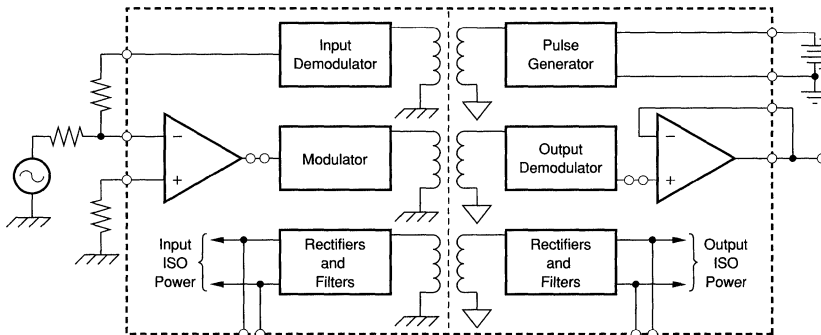 Input
Demodulator
Pulse
Generator
−
+
Modulator
Output
Demodulator
−
+
Input
ISO
Power
Rectifiers
and
Filters
Rectifiers
and
Filters
Output
ISO
Power